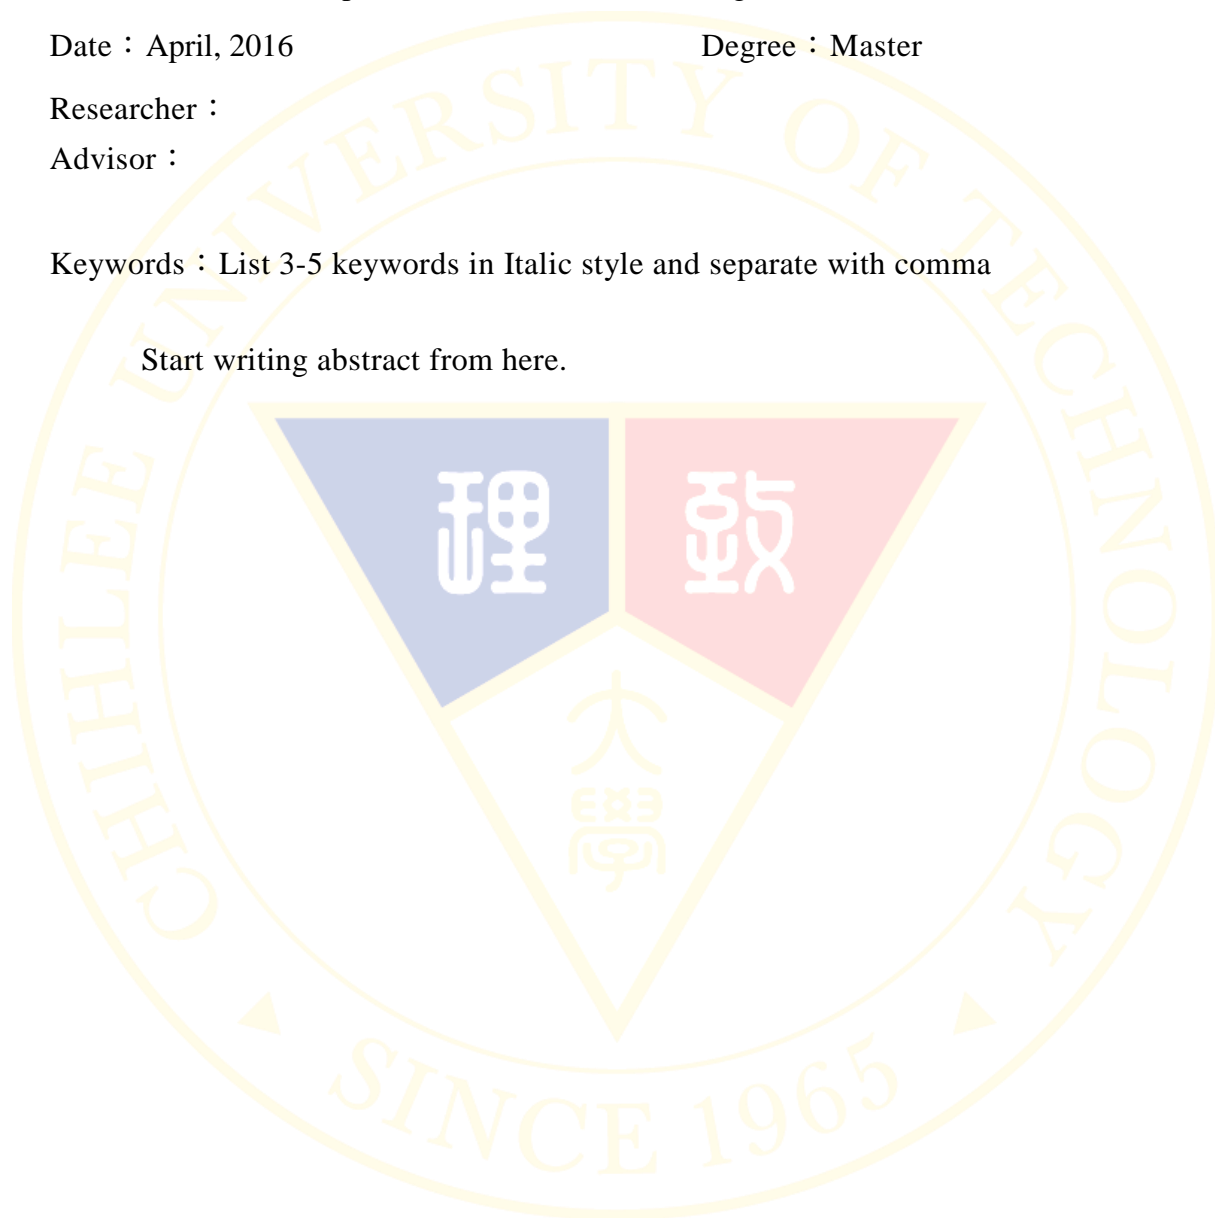 Date：April, 2016 Degree：Master
Researcher：
Advisor：
Keywords：List 3-5 keywords in Italic style and separate with comma
Start writing abstract from here.
CHIHLEE UNIVERSITY OF TECHNOLOGY
理 致
大
學
SINCE 1965